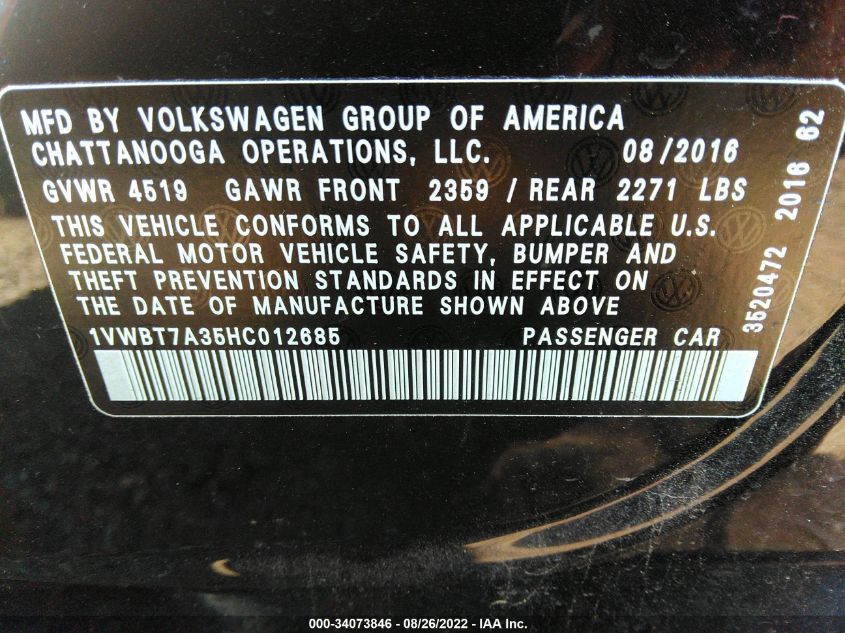 MFD BY VOLKSWAGEN GROUP OF AMERICA
CHATTANOOGA OPERATIONS, LLC. 08/2016
GVWR 4519 GAWR FRONT 2359 / REAR 2271 LBS
THIS VEHICLE CONFORMS TO ALL APPLICABLE U.S.
FEDERAL MOTOR VEHICLE SAFETY, BUMPER AND
THEFT PREVENTION STANDARDS IN EFFECT ON
THE DATE OF MANUFACTURE SHOWN ABOVE
1VWBT7A35HC012685 PASSENGER CAR
3520472 2016 62
000-34073846 - 08/26/2022 - IAA Inc.